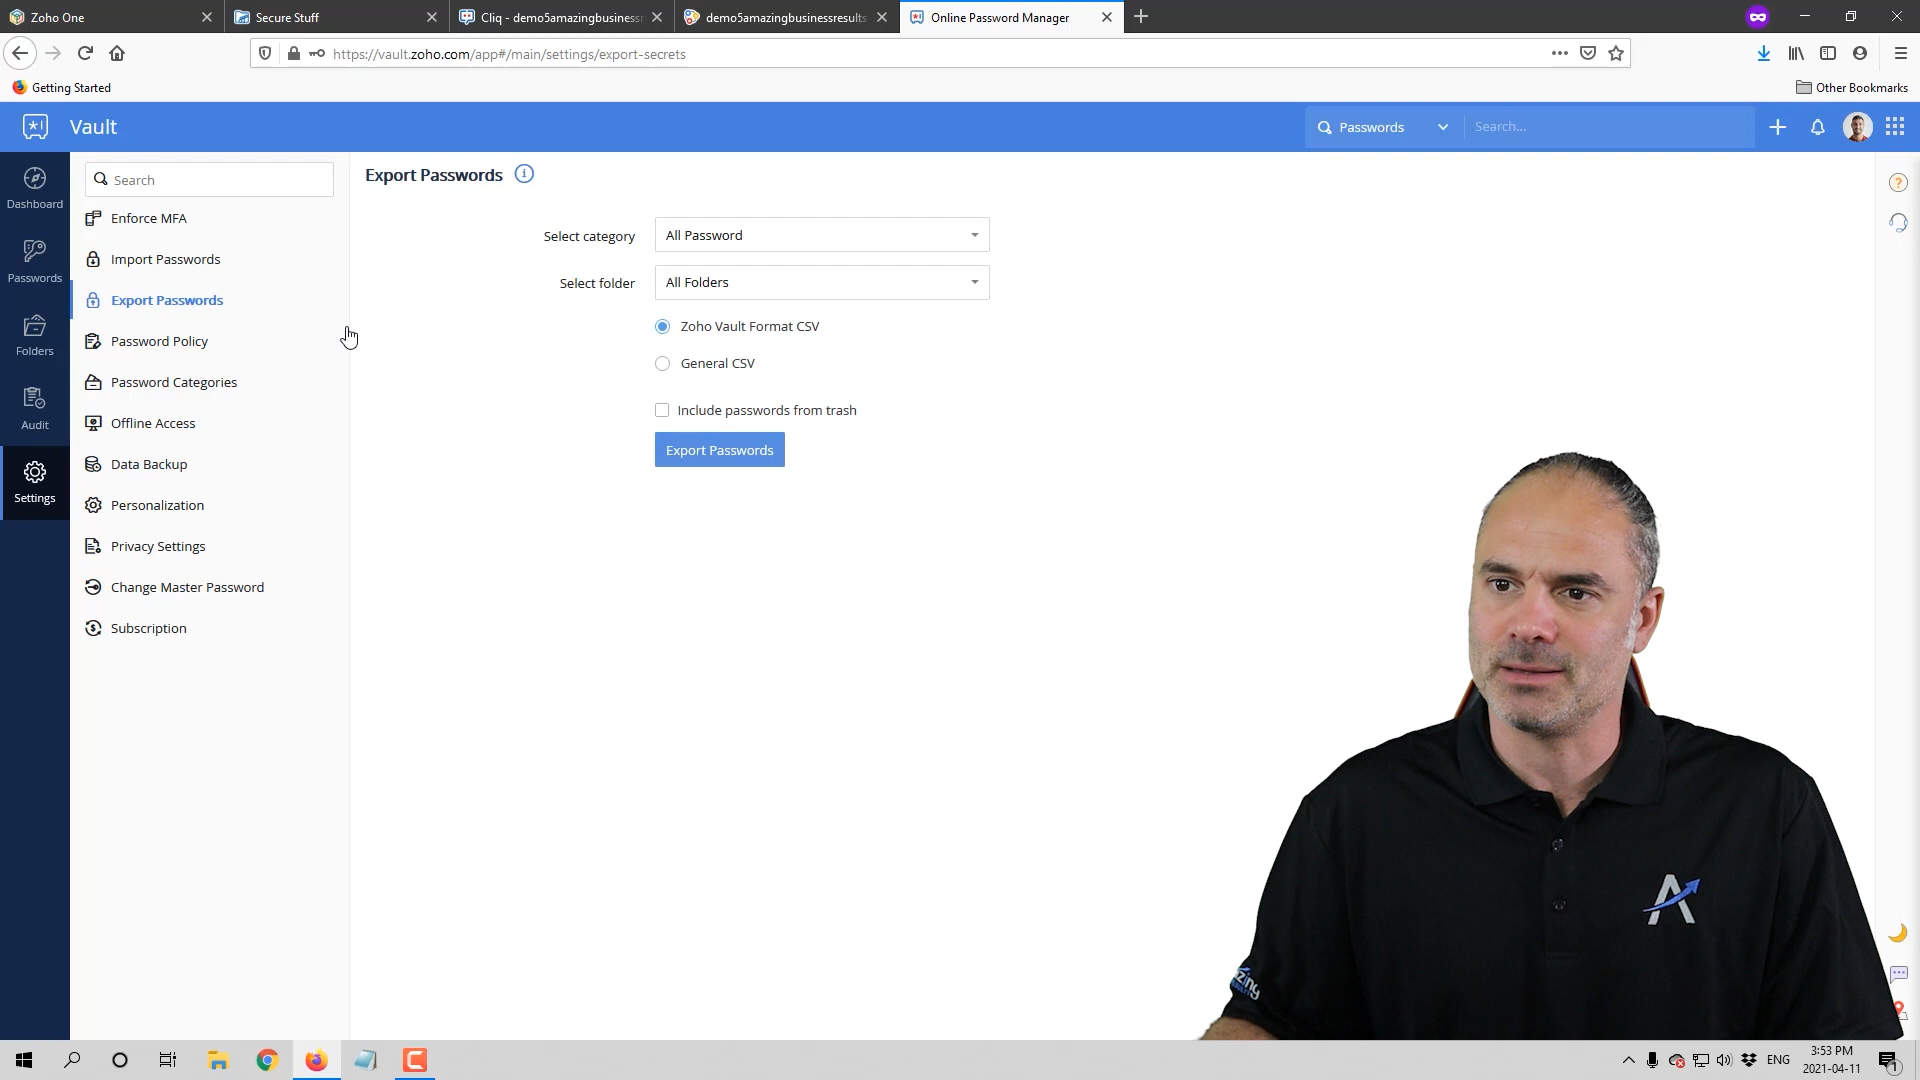 Zoho One
Secure Stuff
Cliq - demo5amazingbusinessr
demo5amazingbusinessresults
Online Password Manager
https://vault.zoho.com/app#/main/settings/export-secrets
Getting Started
Other Bookmarks
Vault
Passwords
Search...
Dashboard
Passwords
Folders
Audit
Settings
Search
Enforce MFA
Import Passwords
Export Passwords
Password Policy
Password Categories
Offline Access
Data Backup
Personalization
Privacy Settings
Change Master Password
Subscription
Export Passwords
Select category
All Password
Select folder
All Folders
Zoho Vault Format CSV
General CSV
Include passwords from trash
Export Passwords
ENG
3:53 PM
2021-04-11
1